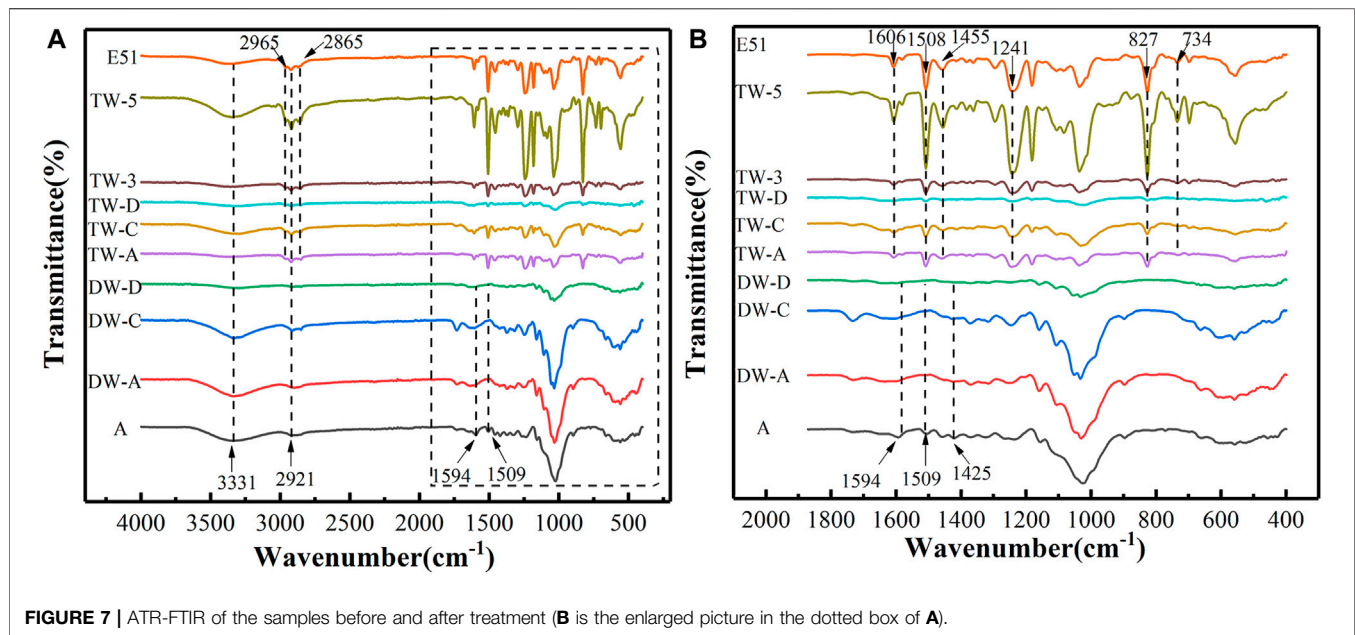 A
2965
2865
E51
TW-5
TW-3
TW-D
TW-C
TW-A
DW-D
DW-C
DW-A
A
3331
2921
1594
1509
Transmittance(%)
4000 3500 3000 2500 2000 1500 1000 500
Wavenumber(cm-1)
B
1606 1508 1455 1241 827 734
E51
TW-5
TW-3
TW-D
TW-C
TW-A
DW-D
DW-C
DW-A
A
1594 1509 1425
Transmittance(%)
2000 1800 1600 1400 1200 1000 800 600 400
Wavenumber(cm-1)
FIGURE 7 | ATR-FTIR of the samples before and after treatment (B is the enlarged picture in the dotted box of A).